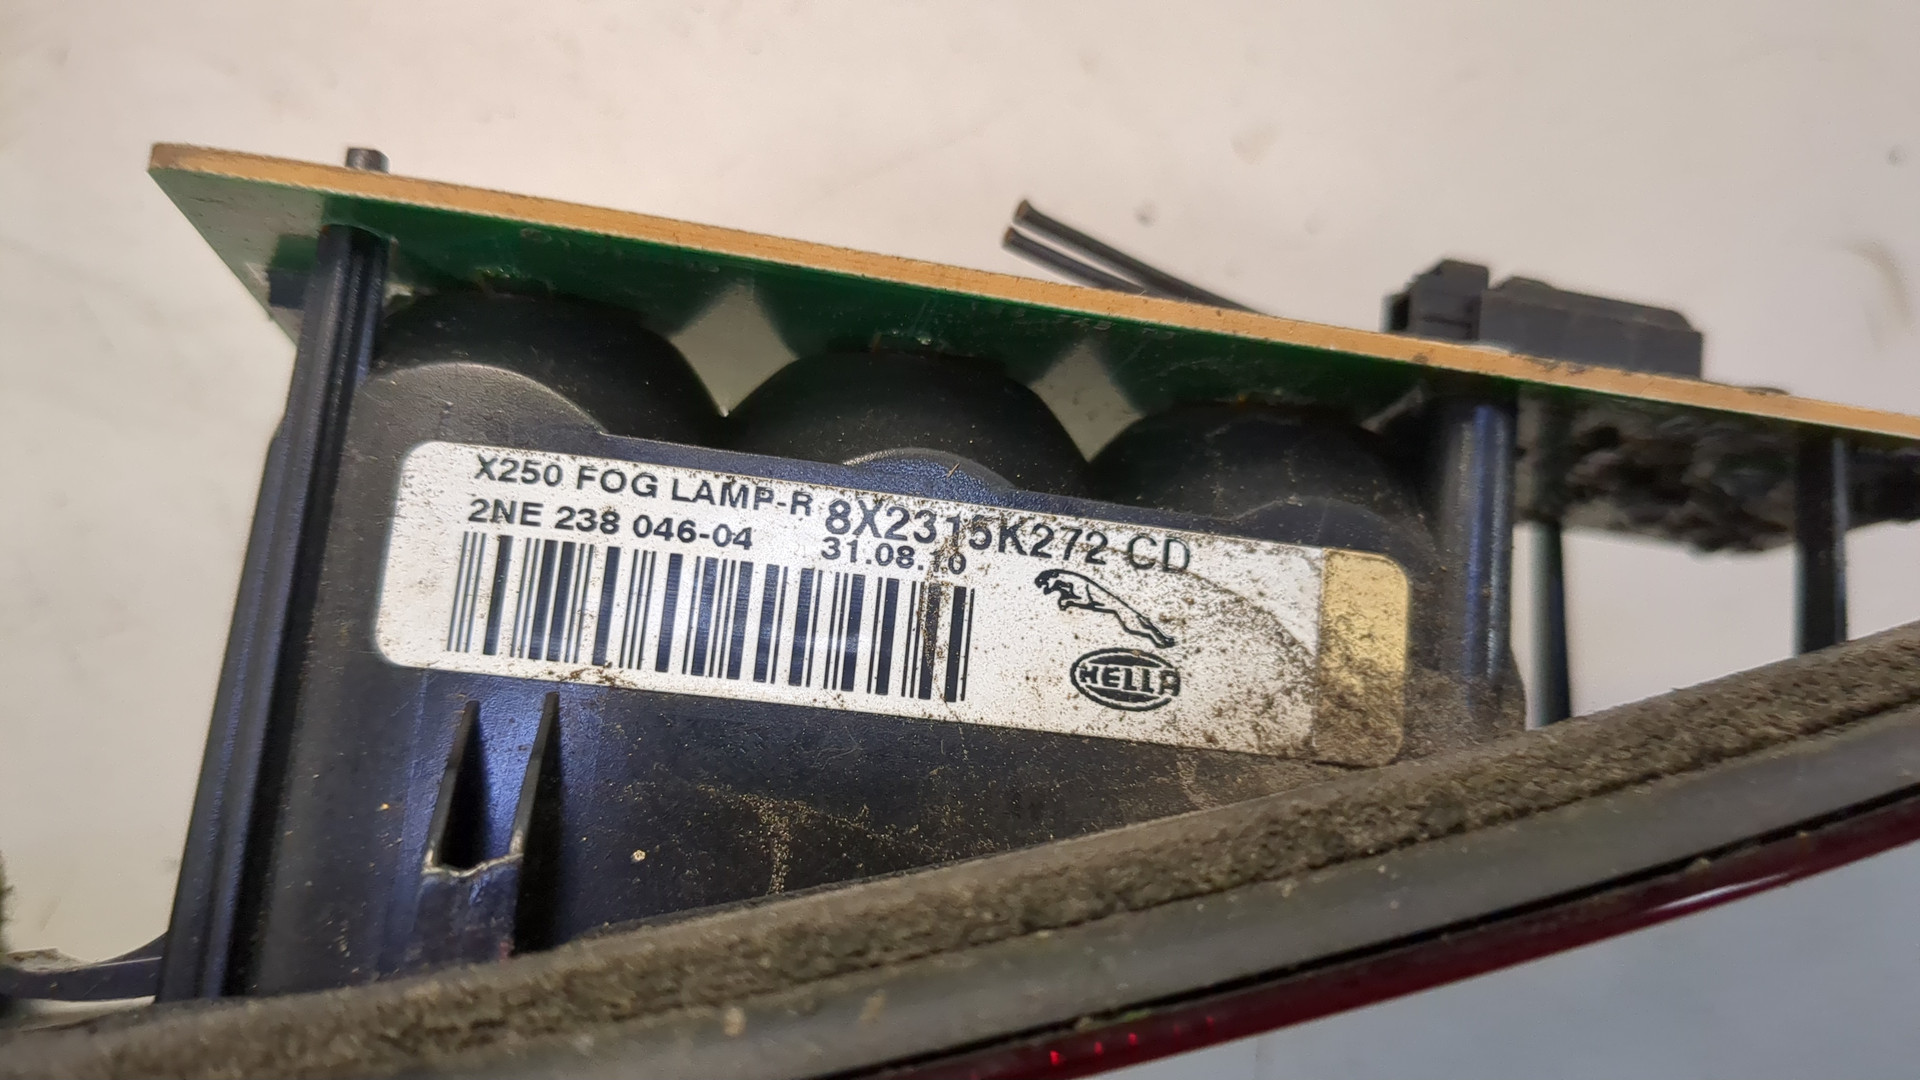 X250 FOG LAMP-R 8X2315K272 CD
2NE 238 046-04 31.08.10
HELLA